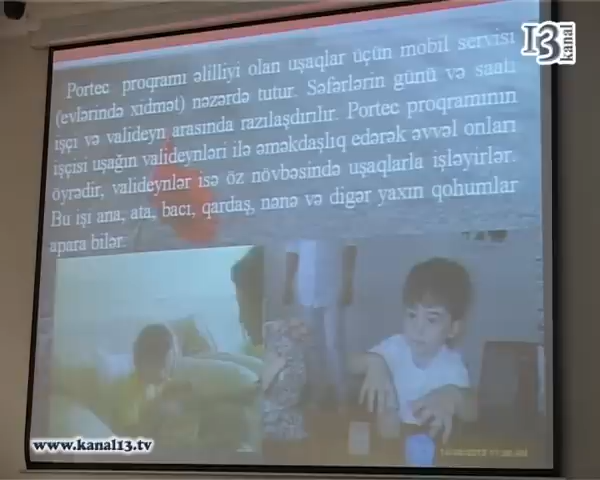 13
kanal
Portec proqramı əlilliyi olan uşaqlar üçün mobil servisi
(evlərində xidmət) nəzərdə tutur. Səfərlərin günü və saatı
işçi və valideyn arasında razılaşdırılır. Portec proqramının
işçisi uşağın valideynləri ilə əməkdaşlıq edərək əvvəl onları
öyrədir, valideynlər isə öz növbəsində uşaqlarla işləyirlər.
Bu işi ana, ata, bacı, qardaş, nənə və digər yaxın qohumlar
apara bilər.
www.kanal13.tv